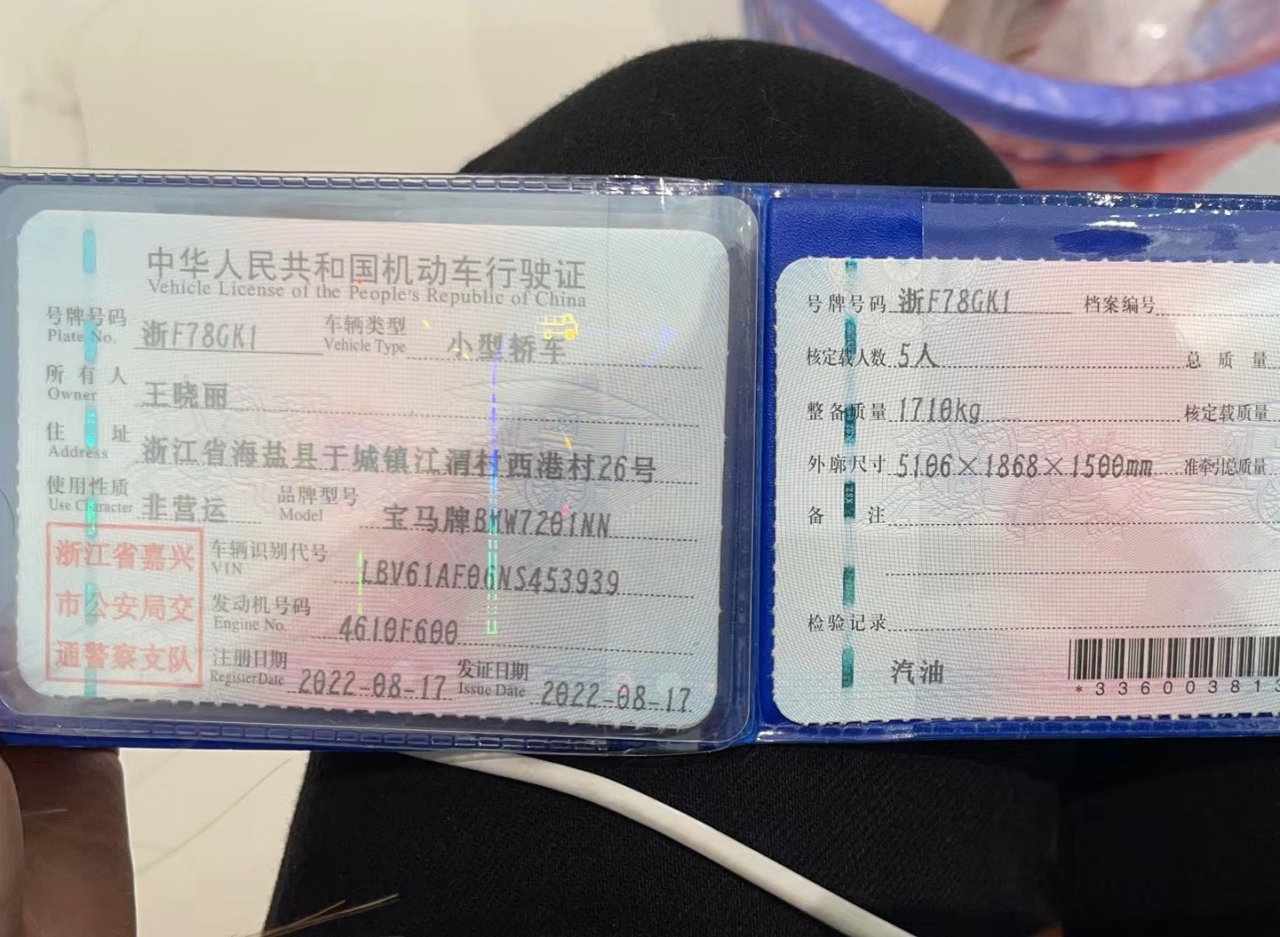 中华人民共和国机动车行驶证
Vehicle License of the People's Republic of China
号牌号码 浙F78GK1 车辆类型 小型轿车
Plate No. Vehicle Type
所有人 王晓丽
Owner
住址 浙江省海盐县于城镇江渭村西港村26号
Address
使用性质 非营运 品牌型号 宝马牌BMW7201NN
Use Character Model
浙江省嘉兴
市公安局交
通警察支队
车辆识别代号 LBV61AF06NS453939
VIN
发动机号码 4610F600
Engine No.
注册日期 2022-08-17 发证日期 2022-08-17
Register Date Issue Date
号牌号码 浙F78GK1 档案编号
核定载人数 5人 总质量
整备质量 1710kg 核定载质量
外廓尺寸 5106×1868×1500mm 准牵引总质量
备注
检验记录
汽油
*336003813